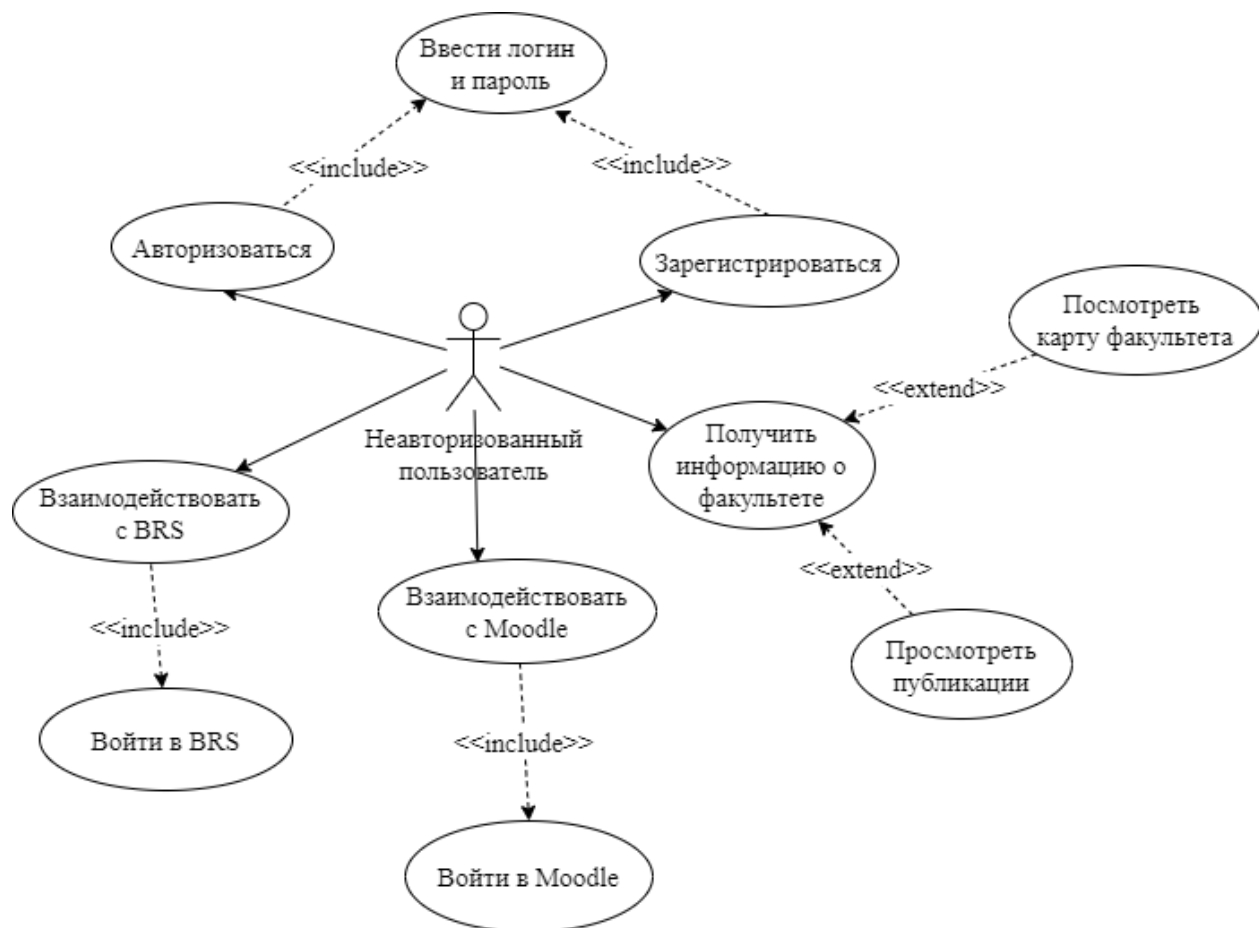 Ввести логин
и пароль
<<include>>
<<include>>
Авторизоваться
Зарегистрироваться
Посмотреть
карту факультета
<<extend>>
Неавторизованный
пользователь
Получить
информацию о
факультете
Взаимодействовать
с BRS
<<extend>>
Взаимодействовать
с Moodle
<<include>>
Просмотреть
публикации
Войти в BRS
<<include>>
Войти в Moodle